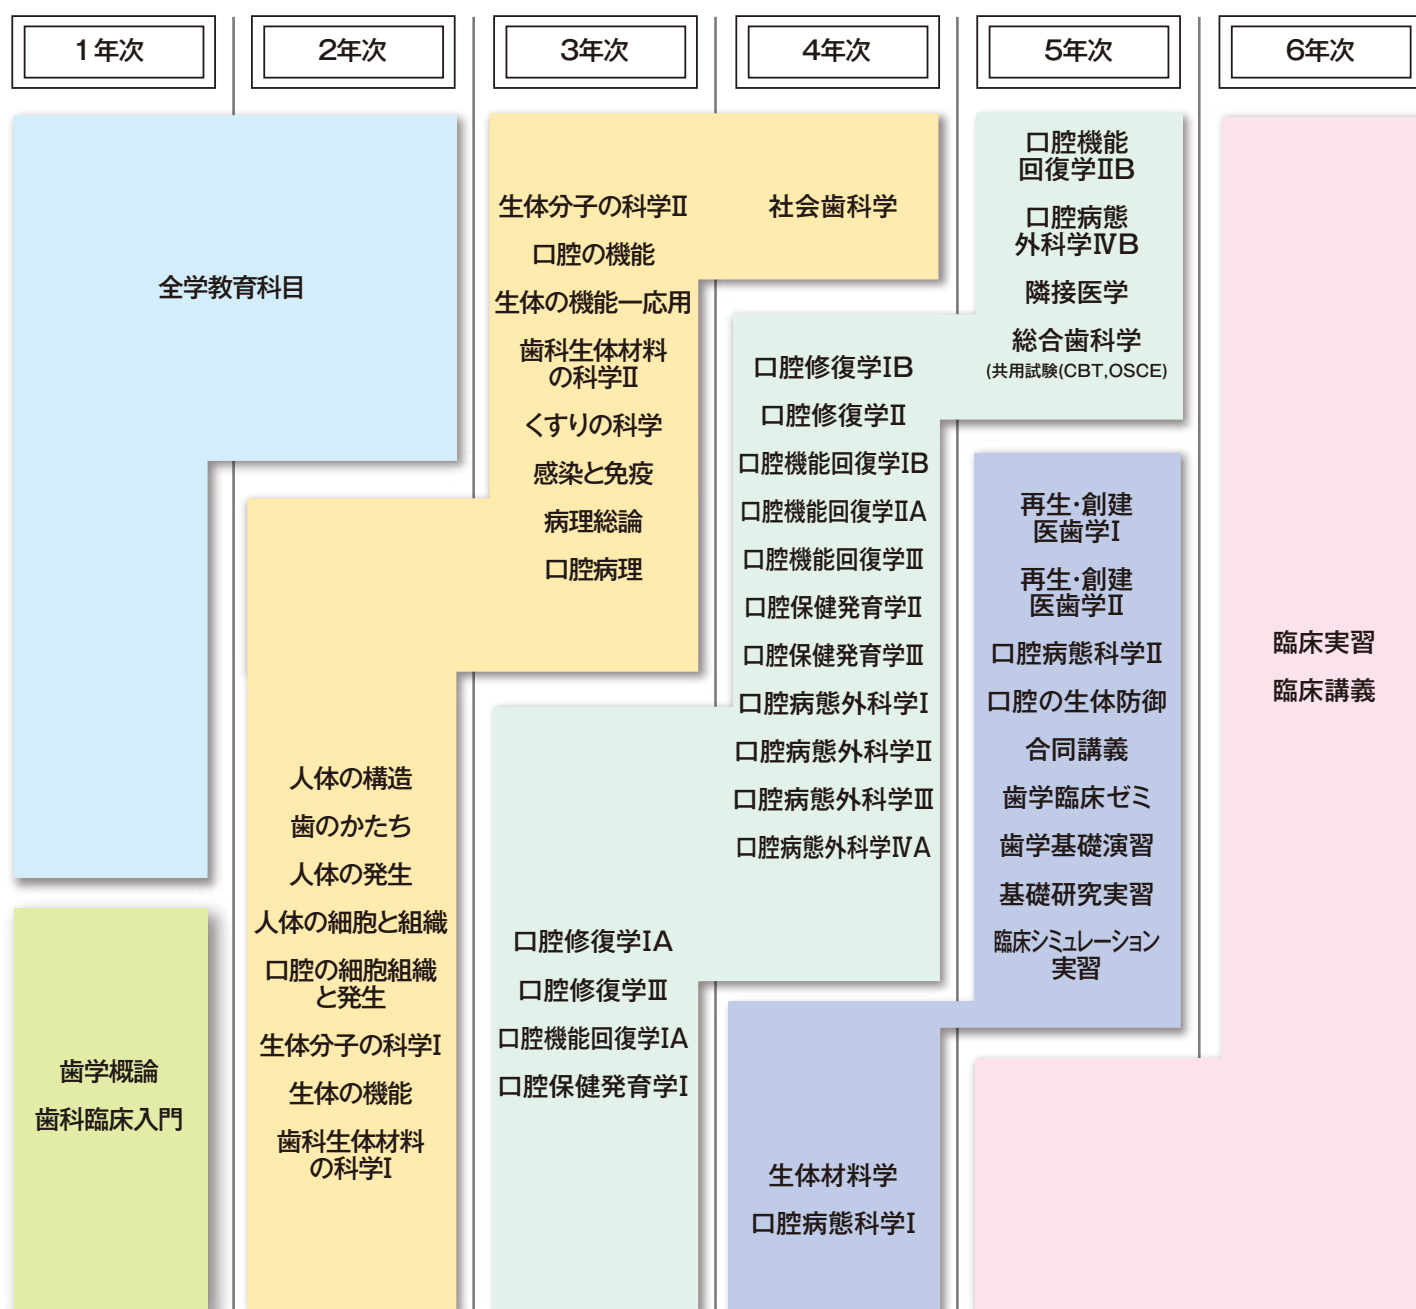 1年次
2年次
3年次
4年次
5年次
6年次
全学教育科目
歯学概論
歯科臨床入門
人体の構造
歯のかたち
人体の発生
人体の細胞と組織
口腔の細胞組織
と発生
生体分子の科学Ⅰ
生体の機能
歯科生体材料
の科学Ⅰ
生体分子の科学Ⅱ
口腔の機能
生体の機能ー応用
歯科生体材料
の科学Ⅱ
くすりの科学
感染と免疫
病理総論
口腔病理
口腔修復学ⅠA
口腔修復学Ⅲ
口腔機能回復学ⅠA
口腔保健発育学Ⅰ
社会歯科学
口腔修復学ⅠB
口腔修復学Ⅱ
口腔機能回復学ⅠB
口腔機能回復学ⅡA
口腔機能回復学Ⅲ
口腔保健発育学Ⅱ
口腔保健発育学Ⅲ
口腔病態外科学Ⅰ
口腔病態外科学Ⅱ
口腔病態外科学Ⅲ
口腔病態外科学ⅣA
生体材料学
口腔病態科学Ⅰ
口腔機能
回復学ⅡB
口腔病態
外科学ⅣB
隣接医学
総合歯科学
(共用試験(CBT,OSCE)
再生・創建
医歯学Ⅰ
再生・創建
医歯学Ⅱ
口腔病態科学Ⅱ
口腔の生体防御
合同講義
歯学臨床ゼミ
歯学基礎演習
基礎研究実習
臨床シミュレーション
実習
臨床実習
臨床講義